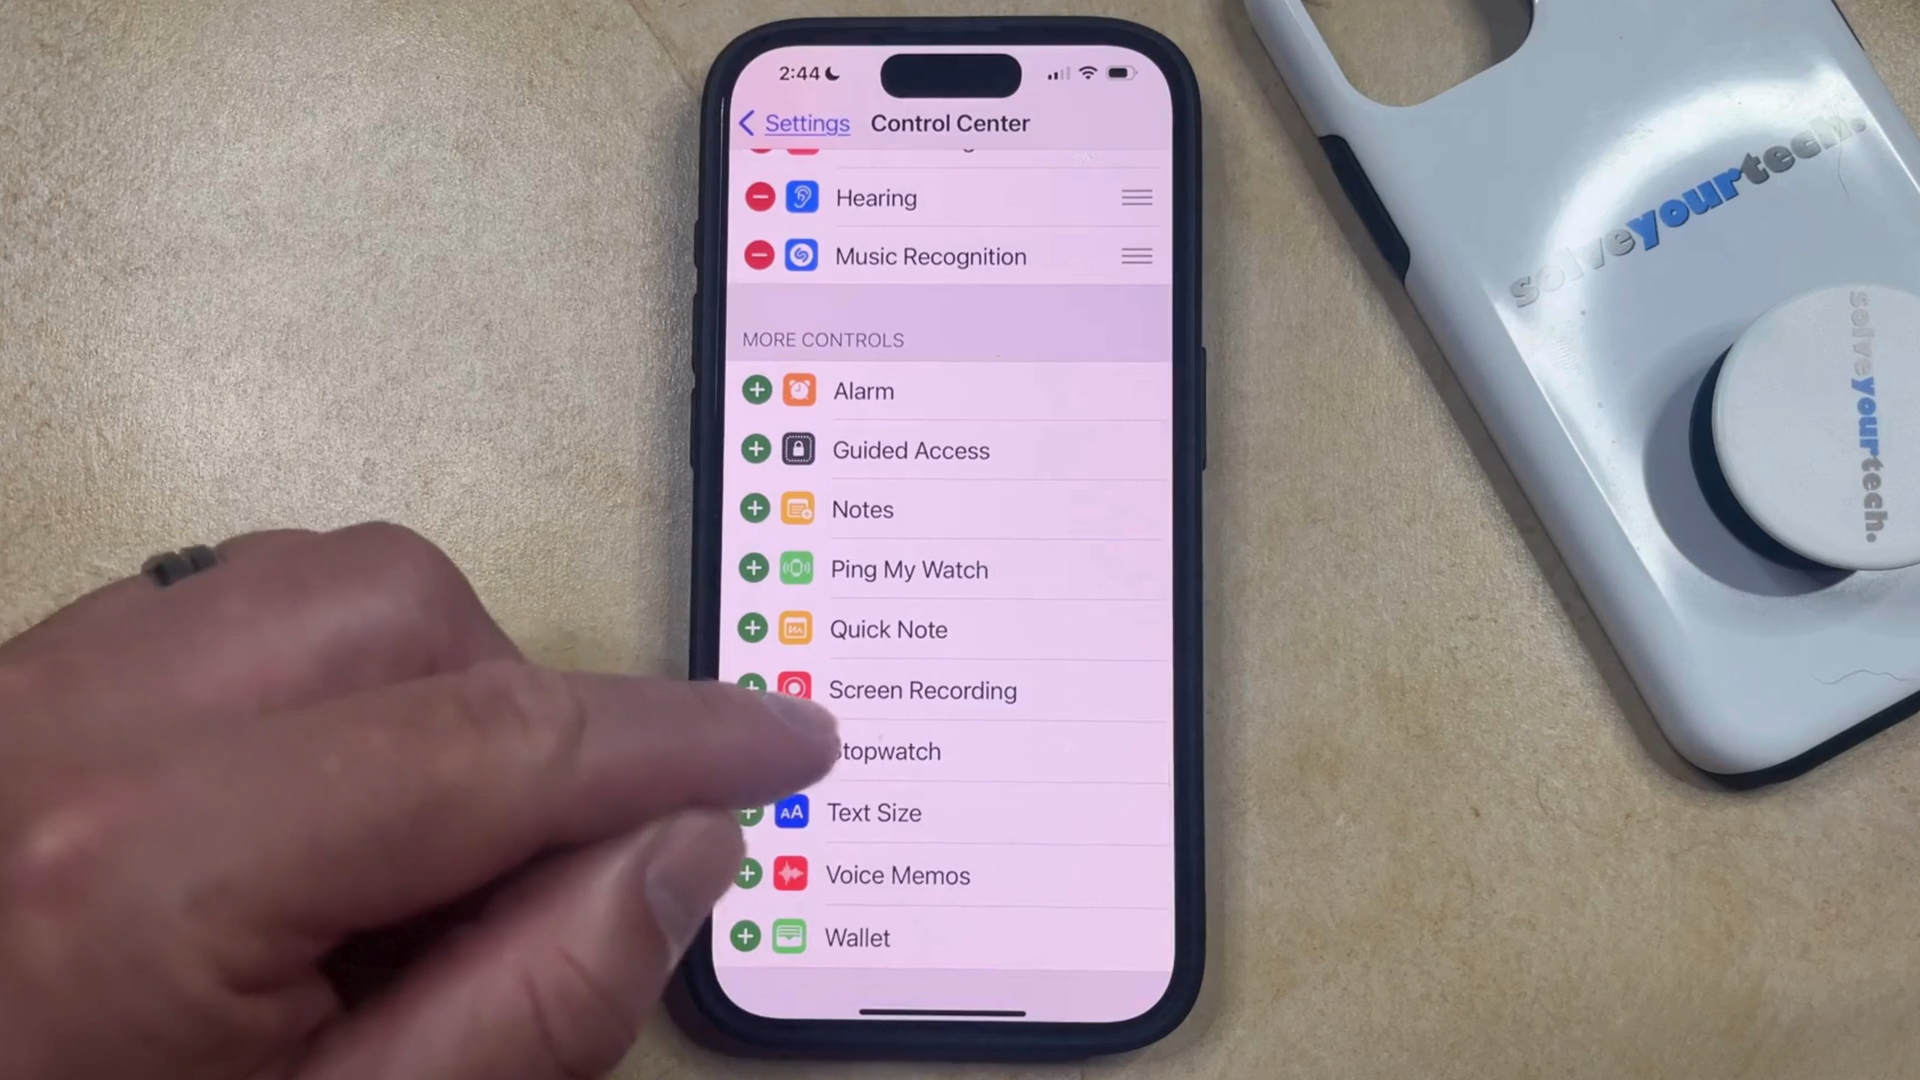 2:44
Settings Control Center
Hearing
Music Recognition
MORE CONTROLS
Alarm
Guided Access
Notes
Ping My Watch
Quick Note
Screen Recording
topwatch
AA Text Size
Voice Memos
Wallet
solveyourtech.
solveyourtech.